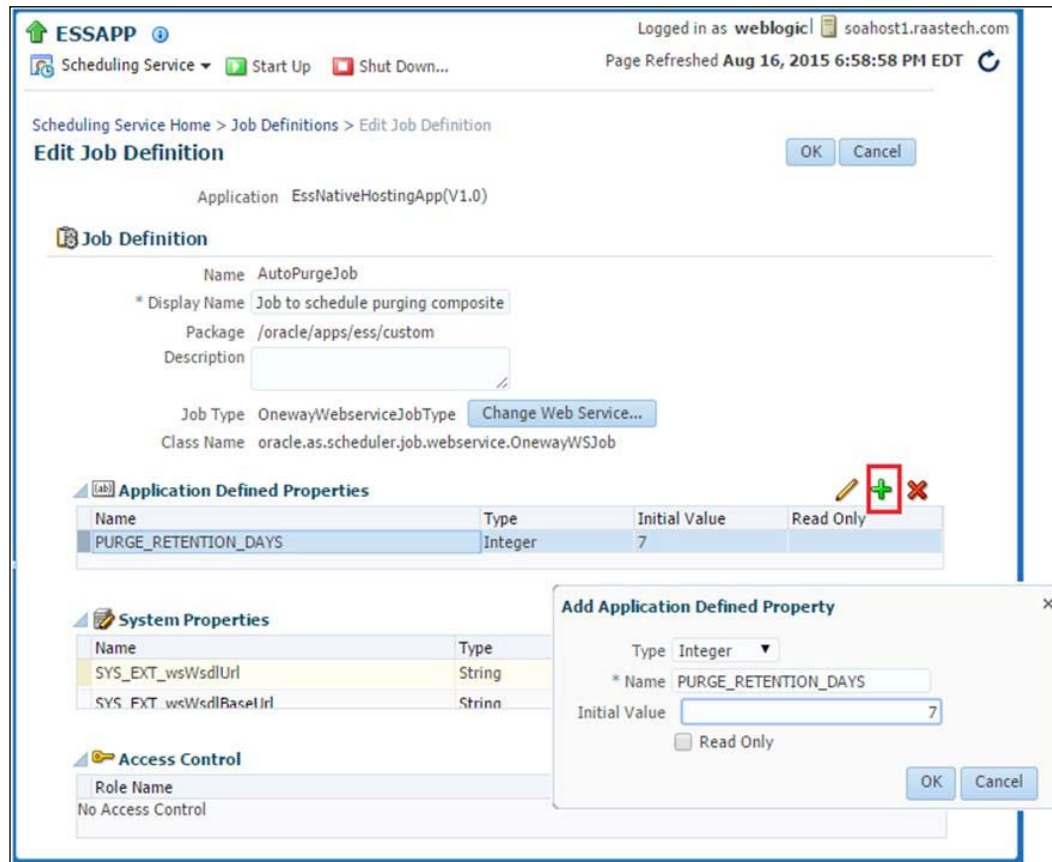 ESSAPP
Logged in as weblogic soahost1.raastech.com
Scheduling Service Start Up Shut Down...
Page Refreshed Aug 16, 2015 6:58:58 PM EDT
Scheduling Service Home > Job Definitions > Edit Job Definition
Edit Job Definition
OK Cancel
Application EssNativeHostingApp(V1.0)
Job Definition
Name AutoPurgeJob
* Display Name Job to schedule purging composite
Package /oracle/apps/ess/custom
Description
Job Type OnewayWebserviceJobType Change Web Service...
Class Name oracle.as.scheduler.job.webservice.OnewayWSJob
(ab) Application Defined Properties
Name Type Initial Value Read Only
PURGE_RETENTION_DAYS Integer 7
System Properties
Name Type
SYS_EXT_wsWsdlUrl String
SYS_EXT_wsWsdlBaseUrl String
Access Control
Role Name
No Access Control
Add Application Defined Property
Type Integer
* Name PURGE_RETENTION_DAYS
Initial Value 7
Read Only
OK Cancel